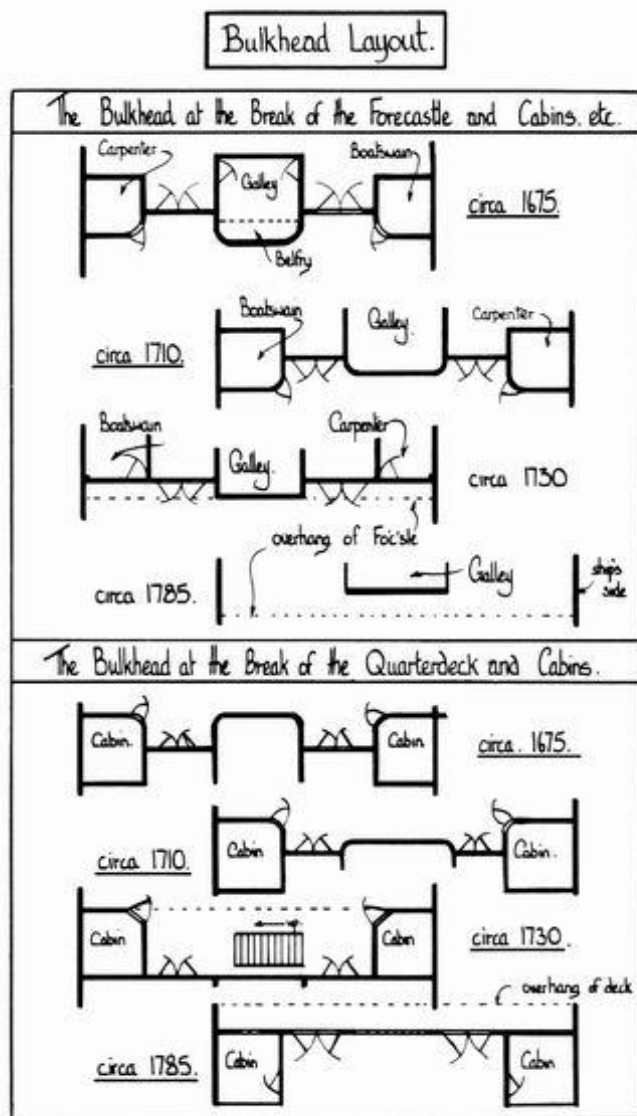 Bulkhead Layout.
The Bulkhead at the Break of the Forecastle and Cabins. etc.
Carpenter
Galley
Boatswain
circa 1675.
Belfry
circa 1710.
Boatswain
Galley.
Carpenter
Boatswain
Galley.
Carpenter
circa 1730
overhang of Foic'sle
circa 1785.
Galley
ship's
side
The Bulkhead at the Break of the Quarterdeck and Cabins.
Cabin.
Cabin.
circa. 1675.
circa 1710.
Cabin
Cabin.
Cabin
up
Cabin
circa 1730.
overhang of deck
circa 1785.
Cabin
Cabin